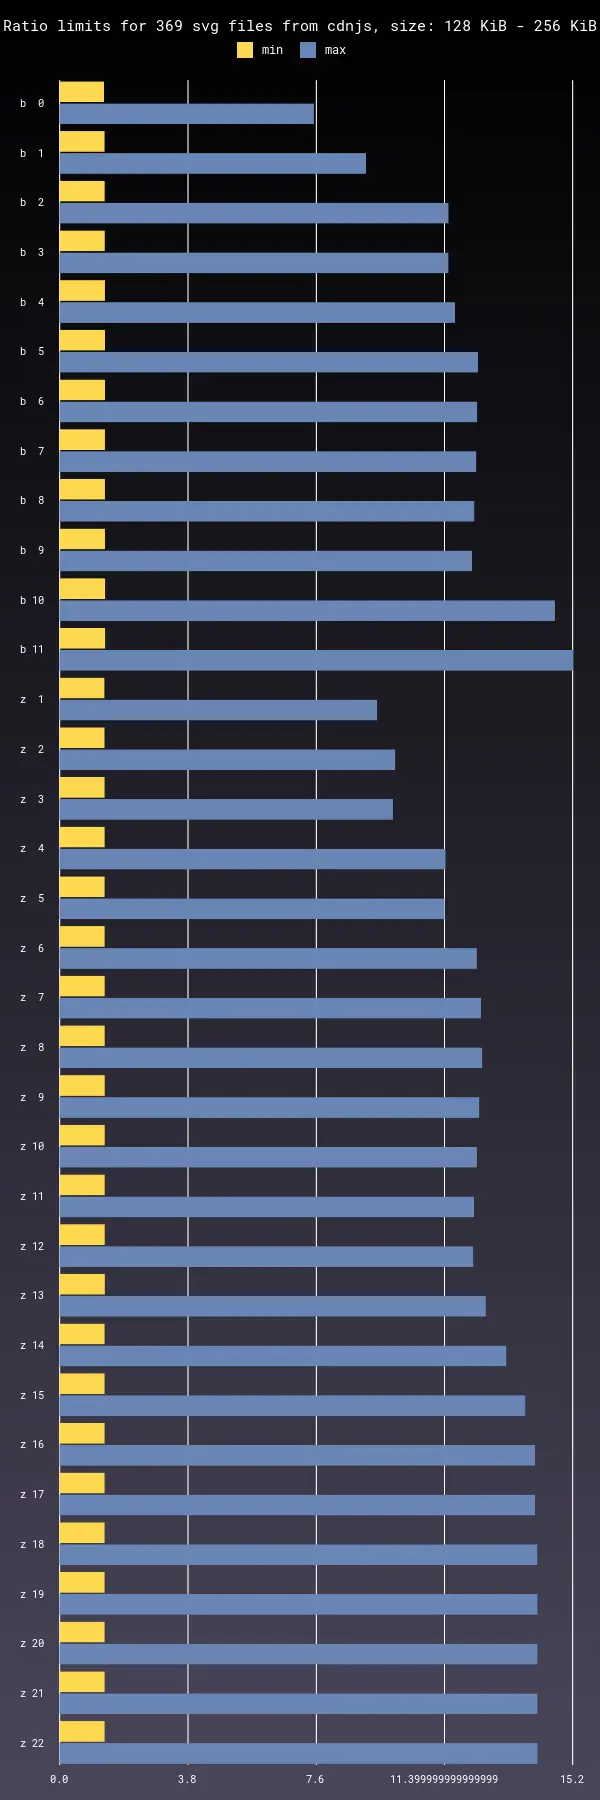 Ratio limits for 369 svg files from cdnjs, size: 128 KiB - 256 KiB
min max
b 0
b 1
b 2
b 3
b 4
b 5
b 6
b 7
b 8
b 9
b 10
b 11
z 1
z 2
z 3
z 4
z 5
z 6
z 7
z 8
z 9
z 10
z 11
z 12
z 13
z 14
z 15
z 16
z 17
z 18
z 19
z 20
z 21
z 22
0.0 3.8 7.6 11.399999999999999 15.2